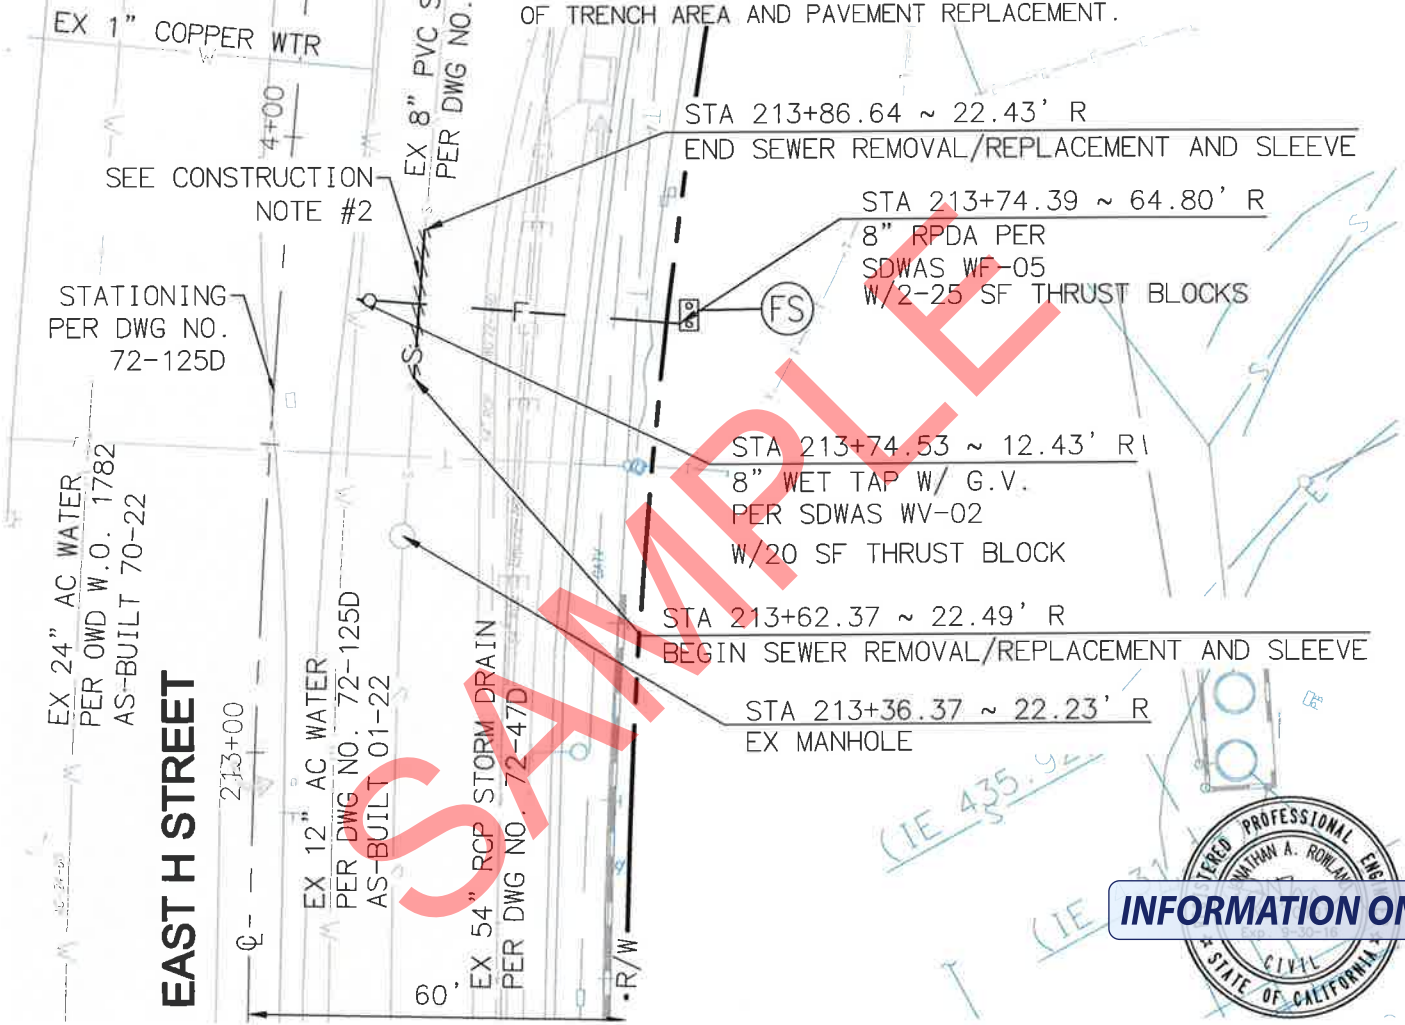 OF TRENCH AREA AND PAVEMENT REPLACEMENT.
EX 1" COPPER WTR
W
4+00
EX 8" PVC S
PER DWG NO.
STA 213+86.64 ~ 22.43' R
END SEWER REMOVAL/REPLACEMENT AND SLEEVE
SEE CONSTRUCTION
NOTE #2
STA 213+74.39 ~ 64.80' R
8" RPDA PER
SDWAS WF-05
W/2-25 SF THRUST BLOCKS
FS
F
S
STATIONING
PER DWG NO.
72-125D
STA 213+74.53 ~ 12.43' R
8" WET TAP W/ G.V.
PER SDWAS WV-02
W/20 SF THRUST BLOCK
STA 213+62.37 ~ 22.49' R
BEGIN SEWER REMOVAL/REPLACEMENT AND SLEEVE
STA 213+36.37 ~ 22.23' R
EX MANHOLE
EX 24" AC WATER
PER OWD W.O. 1782
AS-BUILT 70-22
EAST H STREET
213+00
EX 12" AC WATER
PER DWG NO. 72-125D
AS-BUILT 01-22
EX 54" RCP STORM DRAIN
PER DWG NO. 72-47D
60'
R/W
SAMPLE
(IE 435.92
S
(IE
31
INFORMATION ON
PROFESSIONAL
CIVIL
STATE OF CALIFORNIA
Exp. 9-30-16